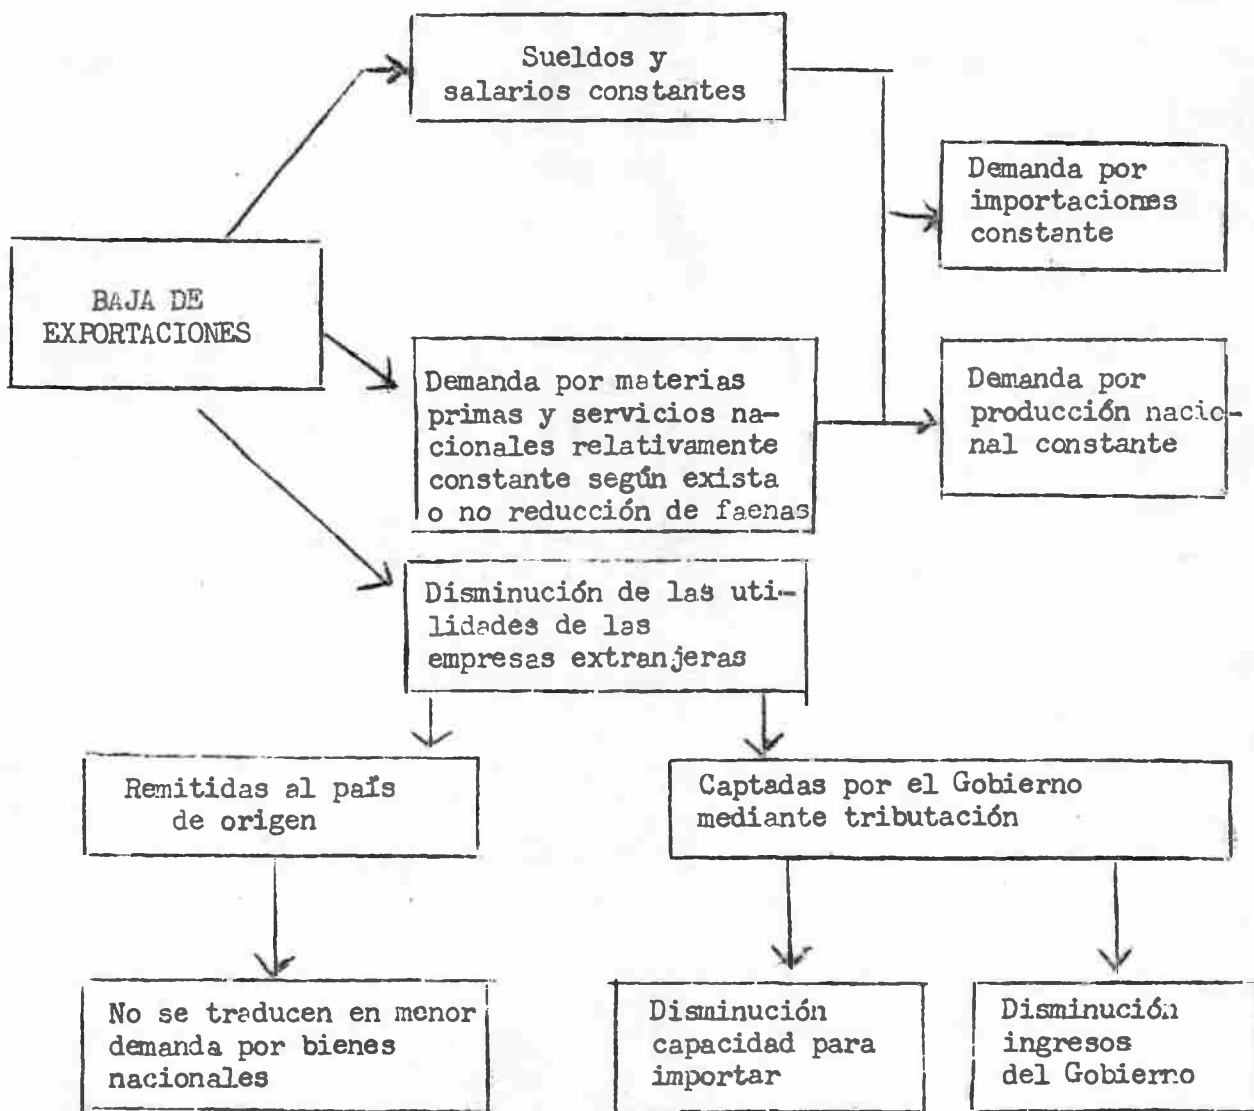 Sueldos y
salarios constantes
Demanda por
importaciones
constante
BAJA DE
EXPORTACIONES
Demanda por materias
primas y servicios na-
cionales relativamente
constante según exista
o no reducción de faenas
Demanda por
producción nacio-
nal constante
Disminución de las uti-
lidades de las
empresas extranjeras
Remitidas al país
de origen
Captadas por el Gobierno
mediante tributación
No se traducen en menor
demanda por bienes
nacionales
Disminución
capacidad para
importar
Disminución
ingresos
del Gobierno